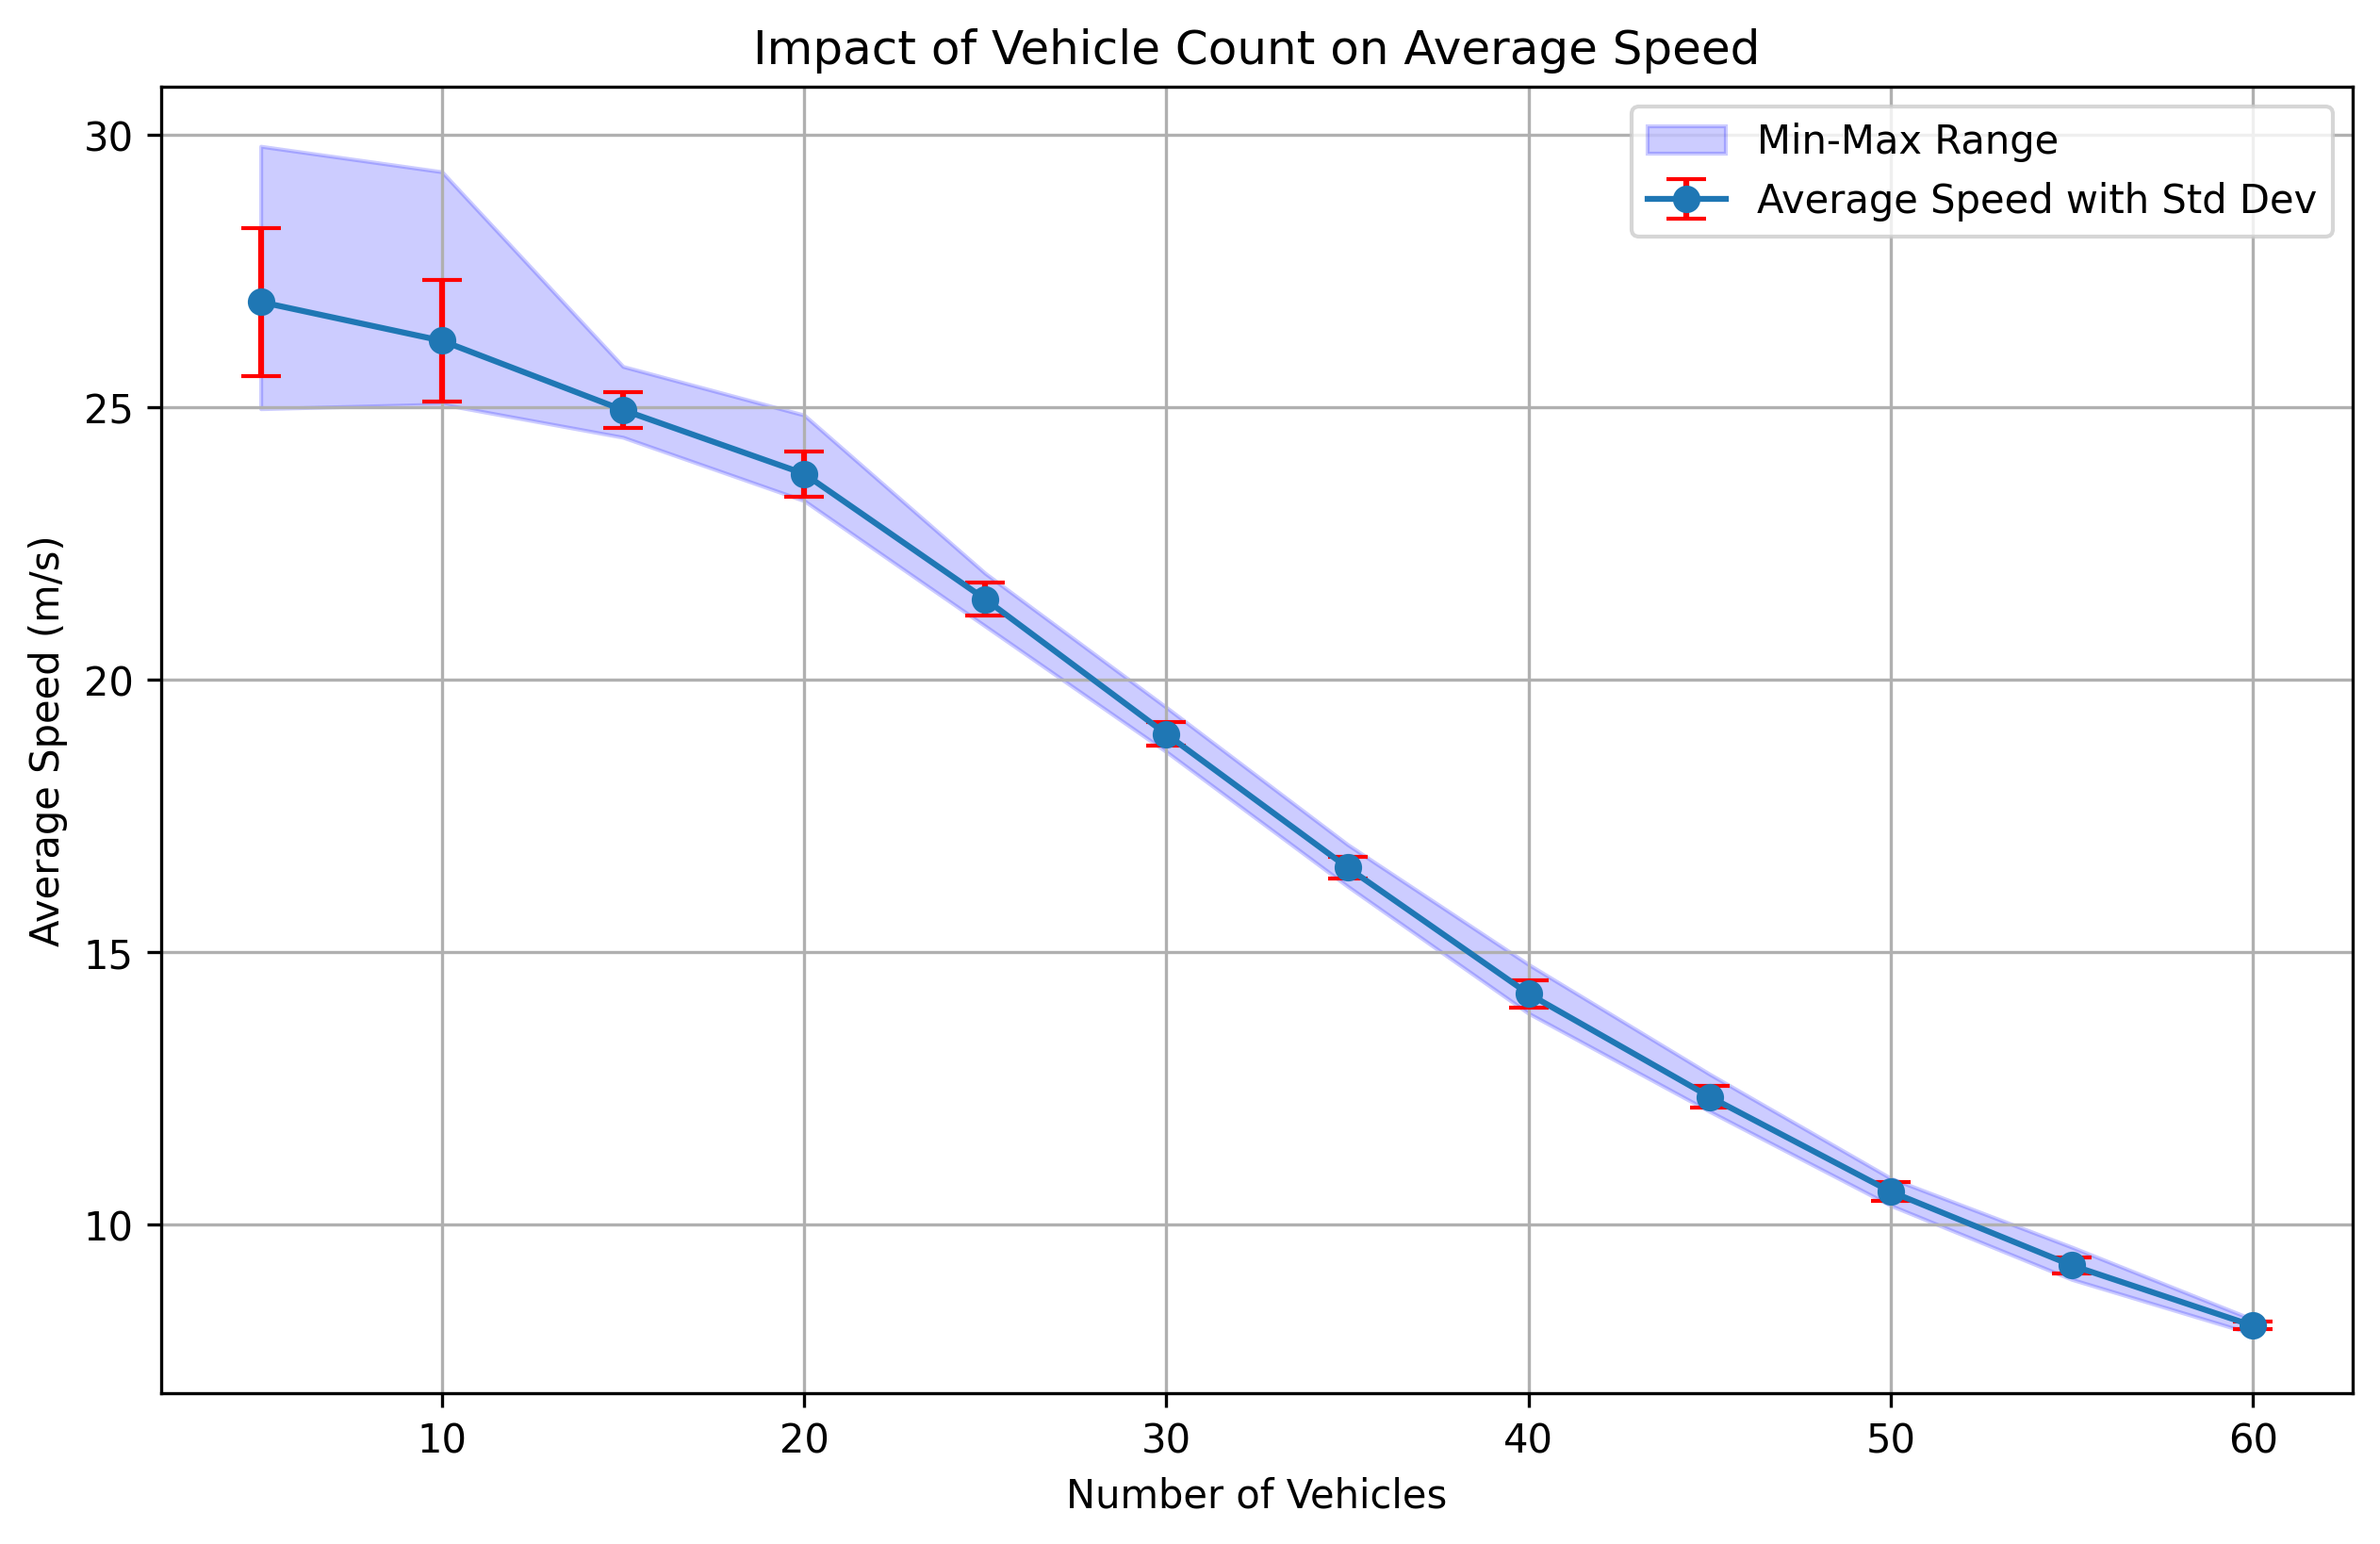 Impact of Vehicle Count on Average Speed
Min-Max Range
Average Speed with Std Dev
Average Speed (m/s)
30
25
20
15
10
10 20 30 40 50 60
Number of Vehicles